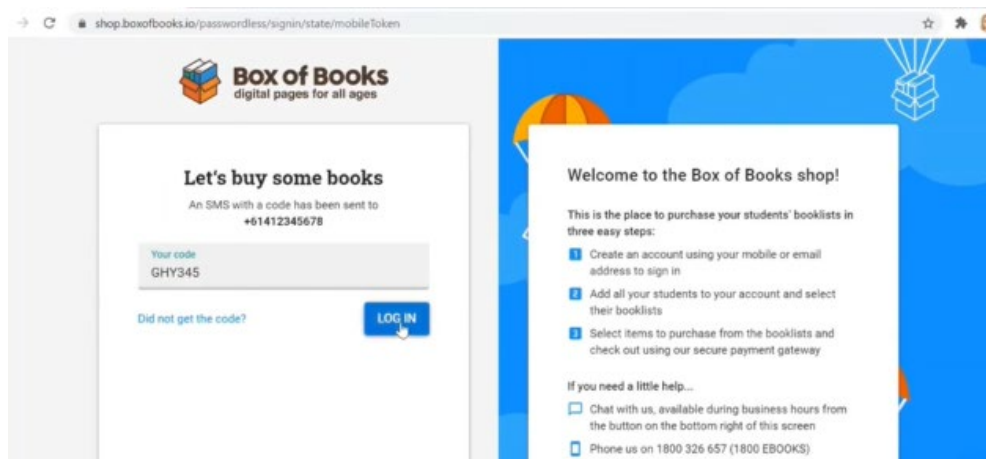 shop.boxofbooks.io/passwordless/signin/state/mobileToken
Box of Books
digital pages for all ages
Let's buy some books
An SMS with a code has been sent to
+61412345678
Your code
GHY345
Did not get the code?
LOG IN
Welcome to the Box of Books shop!
This is the place to purchase your students' booklists in
three easy steps:
1 Create an account using your mobile or email
address to sign in
2 Add all your students to your account and select
their booklists
3 Select items to purchase from the booklists and
check out using our secure payment gateway
If you need a little help...
Chat with us, available during business hours from
the button on the bottom right of this screen
Phone us on 1800 326 657 (1800 EBOOKS)